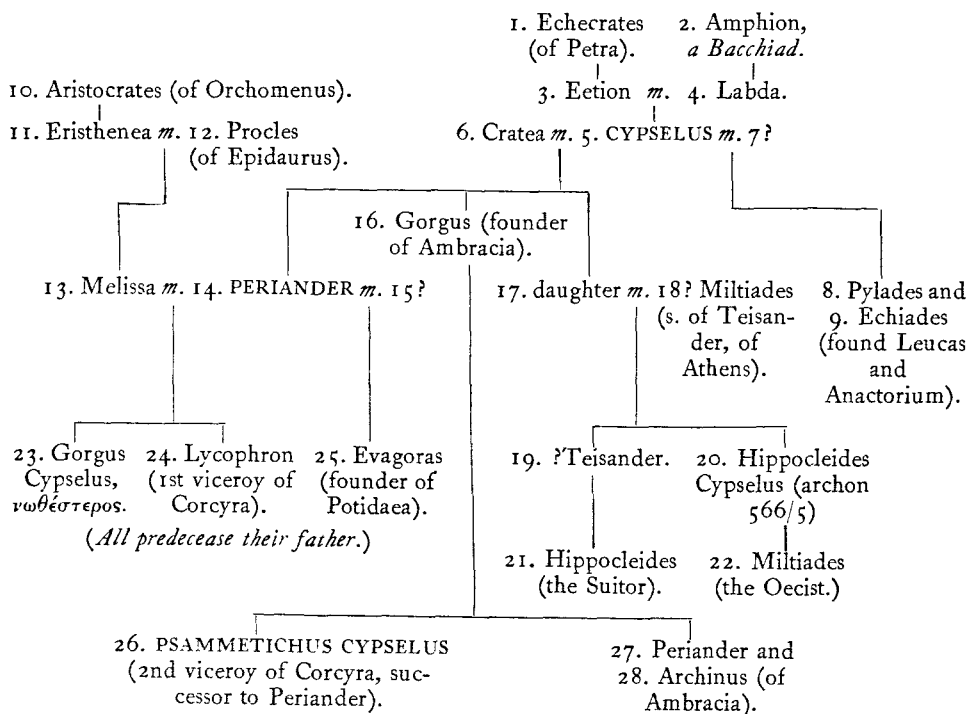 1. Echecrates (of Petra).
2. Amphion, a Bacchiad.
10. Aristocrates (of Orchomenus).
3. Eetion m. 4. Labda.
11. Eristhenea m. 12. Procles (of Epidaurus).
6. Cratea m. 5. CYPSELUS m. 7?
16. Gorgus (founder of Ambracia).
13. Melissa m. 14. PERIANDER m. 15?
17. daughter m. 18? Miltiades (s. of Teisander, of Athens).
8. Pylades and
9. Echiades (found Leucas and Anactorium).
23. Gorgus Cypselus, νωθέστερος.
24. Lycophron (1st viceroy of Corcyra).
25. Evagoras (founder of Potidaea).
(All predecease their father.)
19. ?Teisander.
20. Hippocleides Cypselus (archon 566/5)
21. Hippocleides (the Suitor).
22. Miltiades (the Oecist.)
26. PSAMMETICHUS CYPSELUS
(2nd viceroy of Corcyra, suc-
cessor to Periander).
27. Periander and
28. Archinus (of
Ambracia).